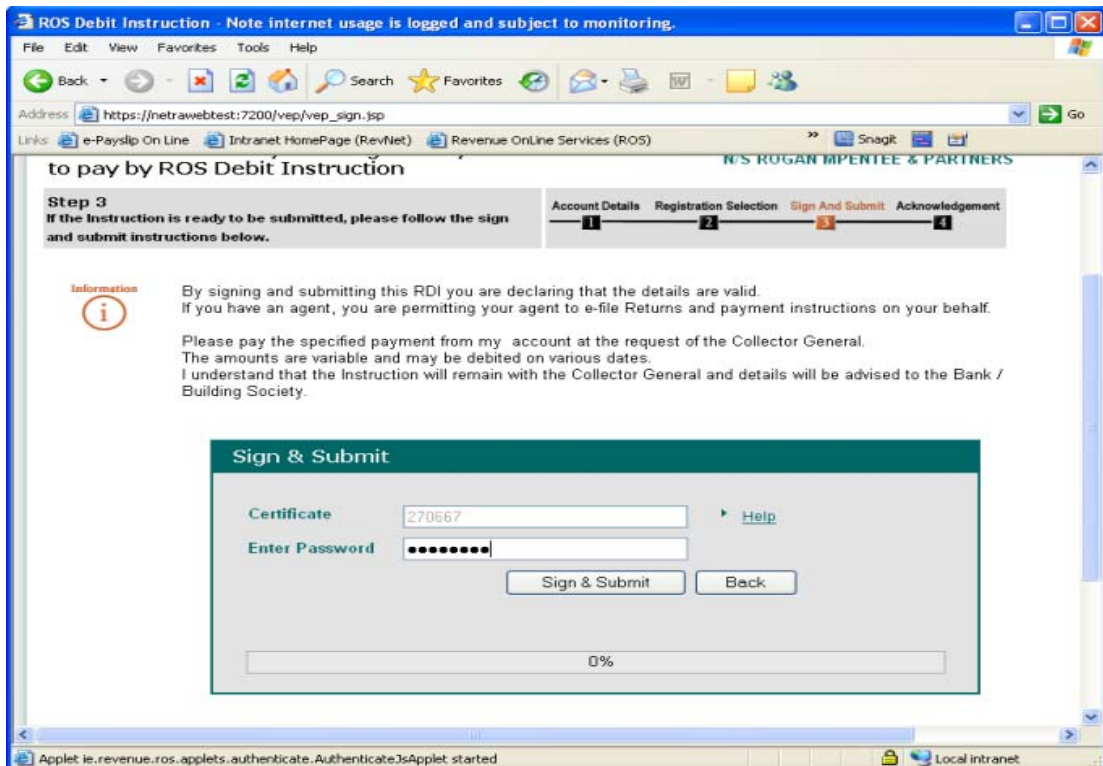 ROS Debit Instruction - Note internet usage is logged and subject to monitoring.
File Edit View Favorites Tools Help
Back Search Favorites
Address https://netrawebtest:7200/vep/vep_sign.jsp Go
Links e-Payslip On Line Intranet HomePage (RevNet) Revenue OnLine Services (ROS) » Snagit
to pay by ROS Debit Instruction
N/S ROGAN MPENTEE & PARTNERS
Step 3
If the Instruction is ready to be submitted, please follow the sign
and submit instructions below.
Account Details Registration Selection Sign And Submit Acknowledgement
1 2 3 4
Information
i
By signing and submitting this RDI you are declaring that the details are valid.
If you have an agent, you are permitting your agent to e-file Returns and payment instructions on your behalf.
Please pay the specified payment from my account at the request of the Collector General.
The amounts are variable and may be debited on various dates.
I understand that the Instruction will remain with the Collector General and details will be advised to the Bank /
Building Society.
Sign & Submit
Certificate 270667 Help
Enter Password ●●●●●●●●
Sign & Submit Back
0%
Applet ie.revenue.ros.applets.authenticate.AuthenticateJsApplet started Local intranet